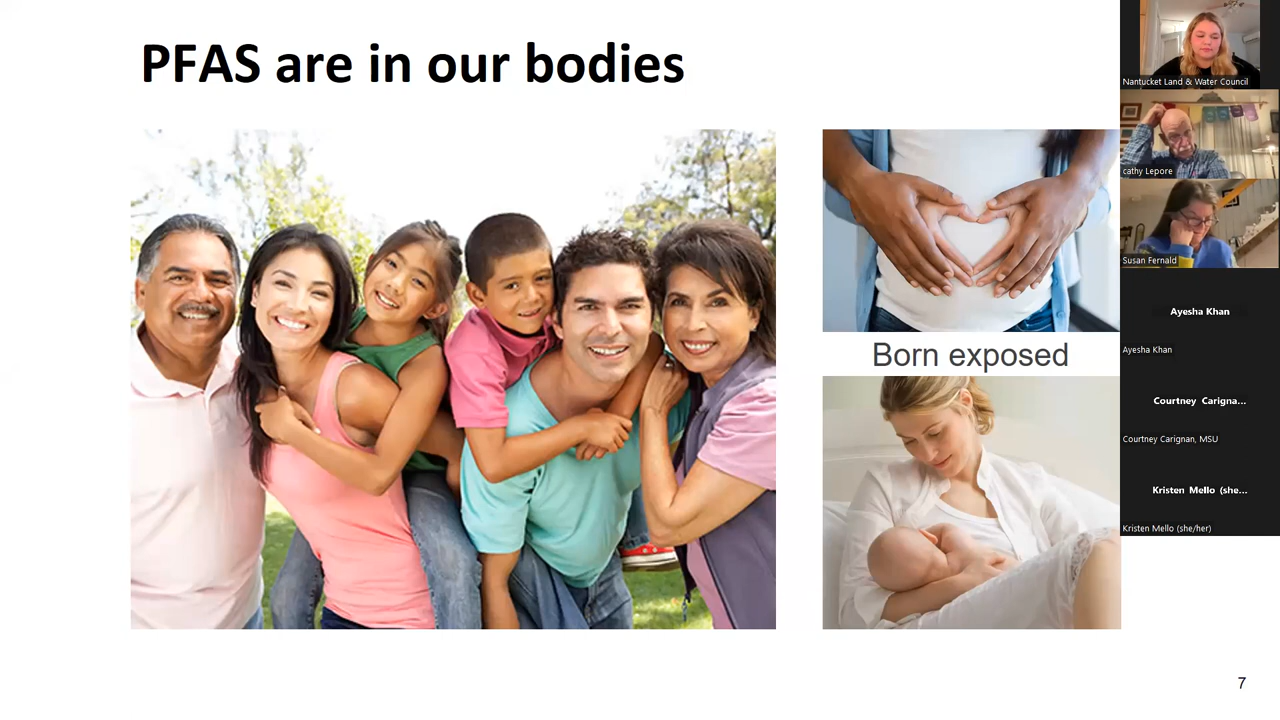 PFAS are in our bodies
Born exposed
7
Nantucket Land & Water Council
cathy Lepore
Susan Fernald
Ayesha Khan
Ayesha Khan
Courtney Carigna...
Courtney Carignan, MSU
Kristen Mello (she...
Kristen Mello (she/her)